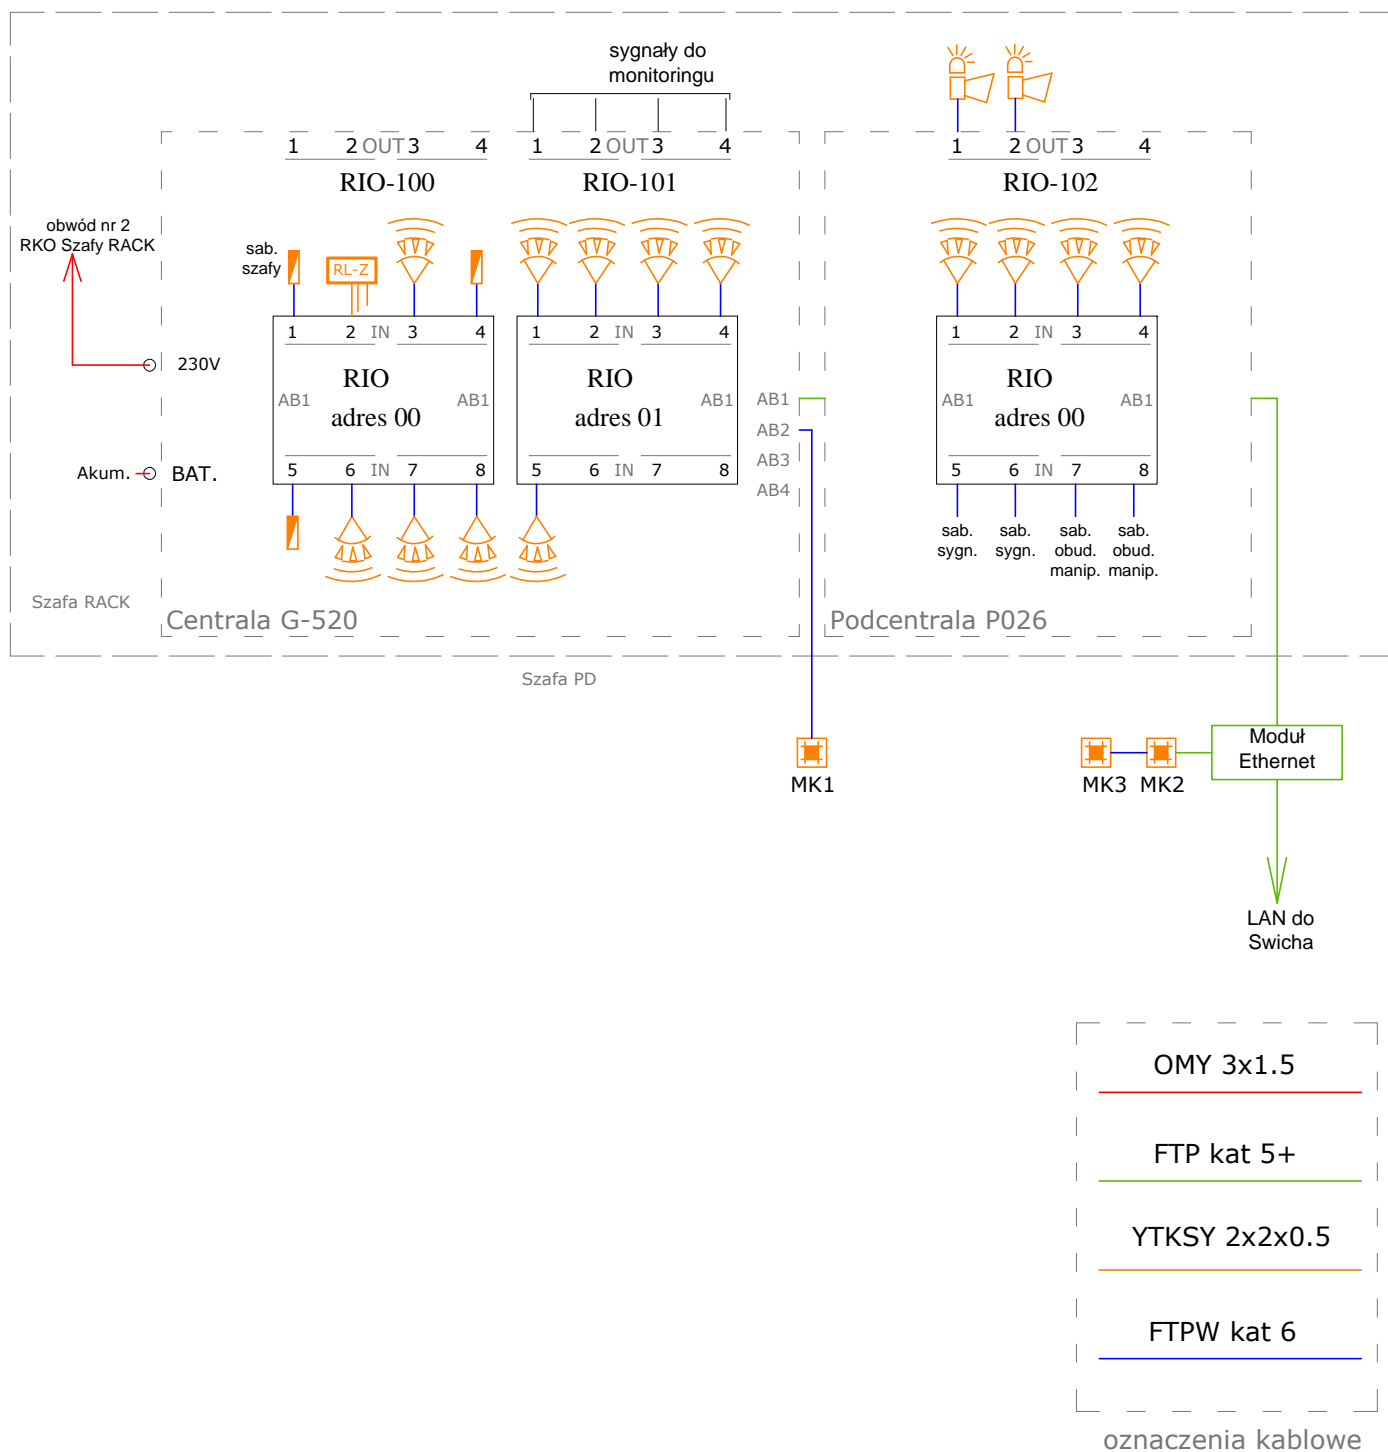 sygnały do
monitoringu
1 2 OUT 3 4
1 2 OUT 3 4
1 2 OUT 3 4
RIO-100
RIO-101
RIO-102
obwód nr 2
RKO Szafy RACK
sab.
szafy
RL-Z
1 2 IN 3 4
1 2 IN 3 4
1 2 IN 3 4
230V
RIO
AB1 AB1
adres 00
RIO
AB1
adres 01
AB1
AB2
AB3
AB4
RIO
AB1 AB1
adres 00
Akum.
BAT.
5 6 IN 7 8
5 6 IN 7 8
5 6 IN 7 8
sab.
sygn.
sab.
sygn.
sab.
obud.
manip.
sab.
obud.
manip.
Szafa RACK
Centrala G-520
Podcentrala P026
Szafa PD
MK1
MK3
MK2
Moduł
Ethernet
LAN do
Swicha
OMY 3x1.5
FTP kat 5+
YTKSY 2x2x0.5
FTPW kat 6
oznaczenia kablowe